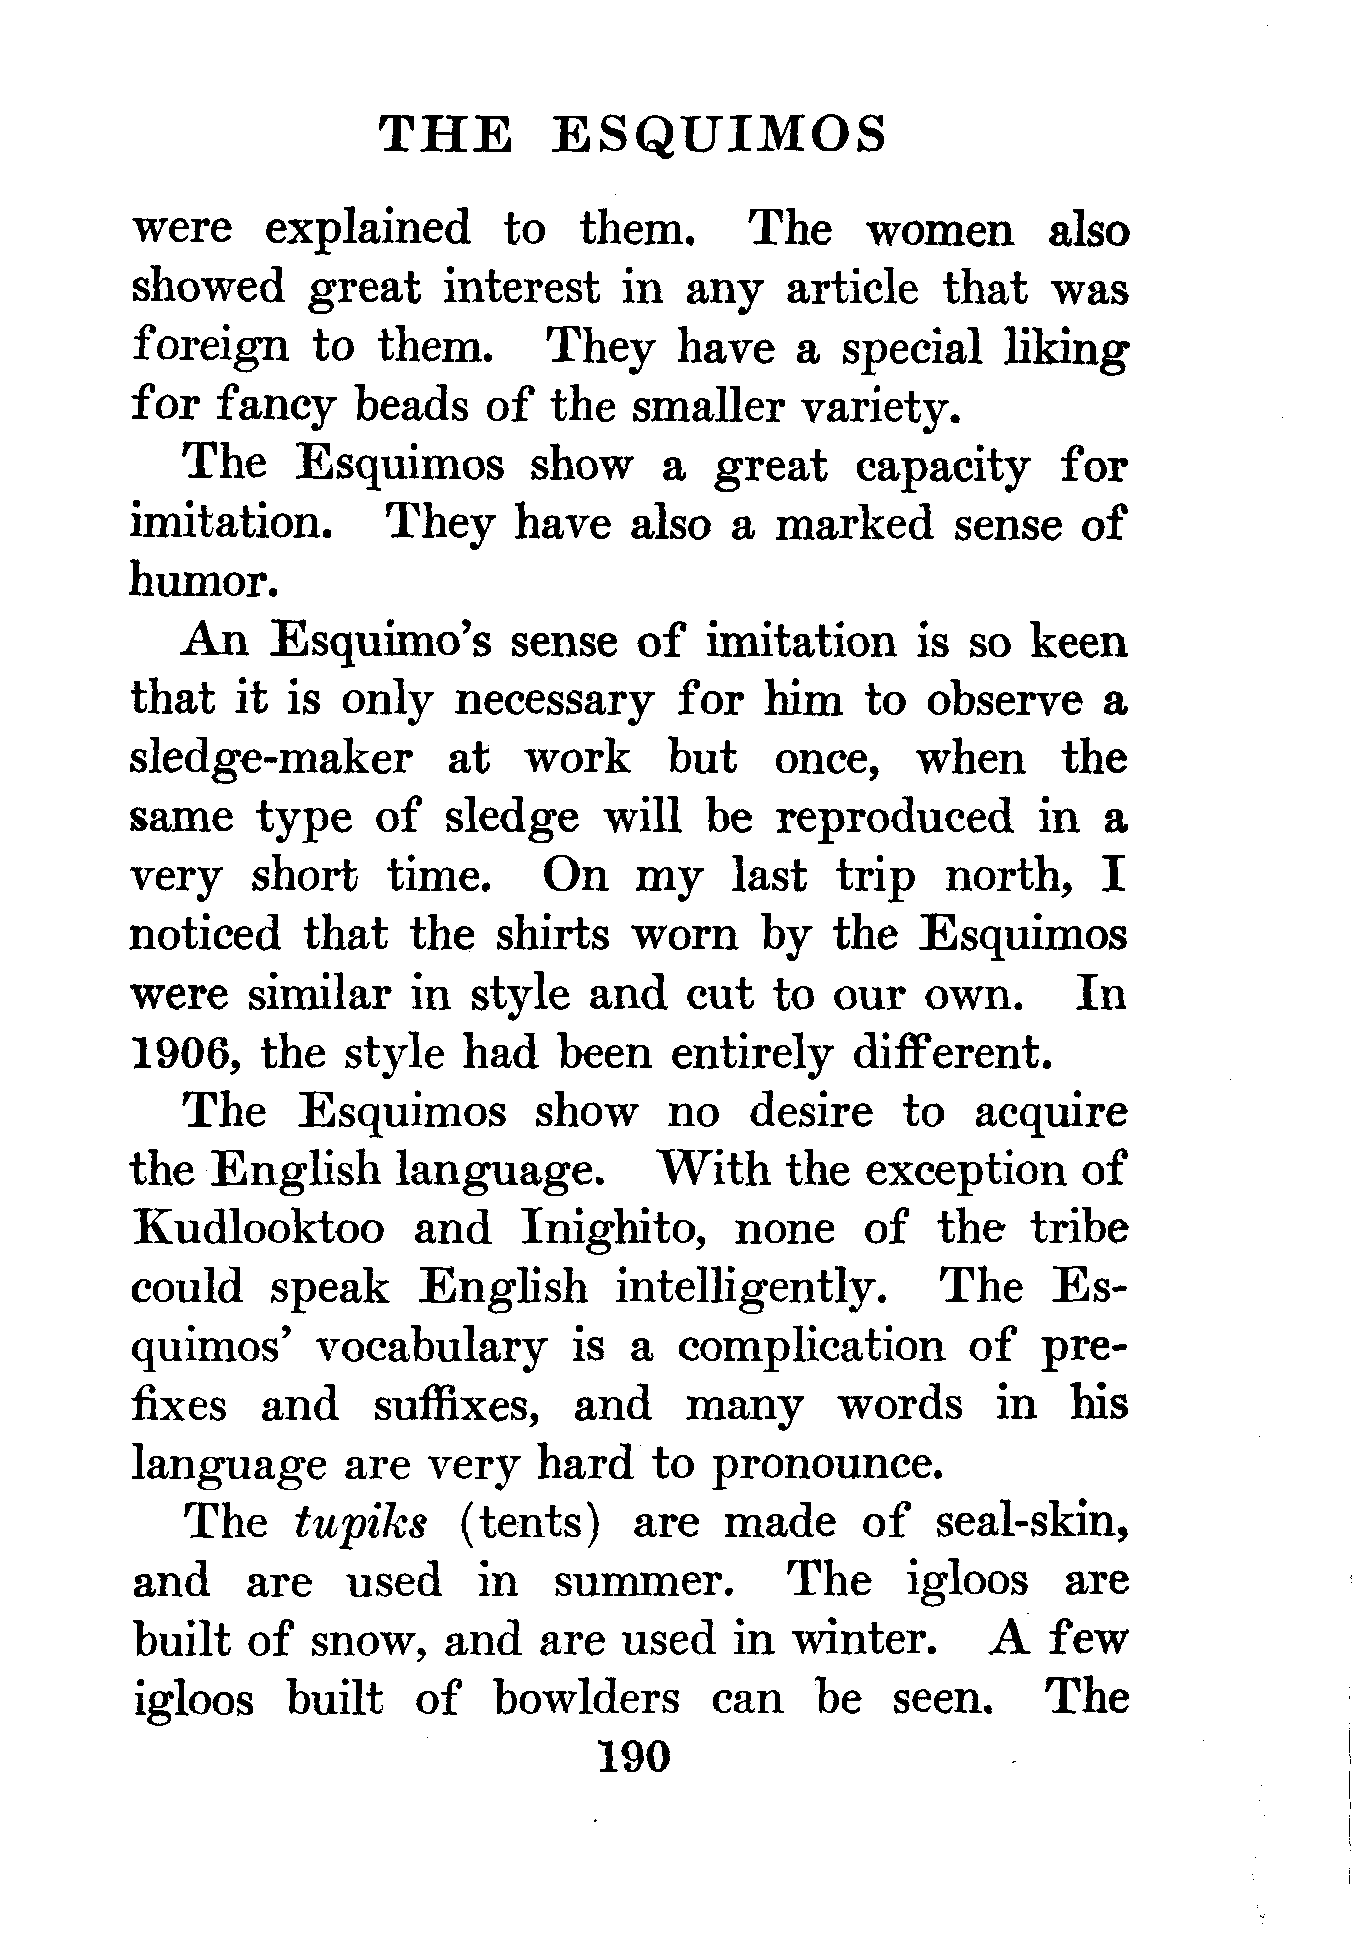 THE ESQUIMOS
were explained to them. The women also
showed great interest in any article that was
foreign to them. They have a special liking
for fancy beads of the smaller variety.
The Esquimos show a great capacity for
imitation. They have also a marked sense of
humor.
An Esquimo's sense of imitation is so keen
that it is only necessary for him to observe a
sledge-maker at work but once, when the
same type of sledge will be reproduced in a
very short time. On my last trip north, I
noticed that the shirts worn by the Esquimos
were similar in style and cut to our own. In
1906, the style had been entirely different.
The Esquimos show no desire to acquire
the English language. With the exception of
Kudlooktoo and Inighito, none of the tribe
could speak English intelligently. The Es-
quimos' vocabulary is a complication of pre-
fixes and suffixes, and many words in his
language are very hard to pronounce.
The tupiks (tents) are made of seal-skin,
and are used in summer. The igloos are
built of snow, and are used in winter. A few
igloos built of bowlders can be seen. The
190